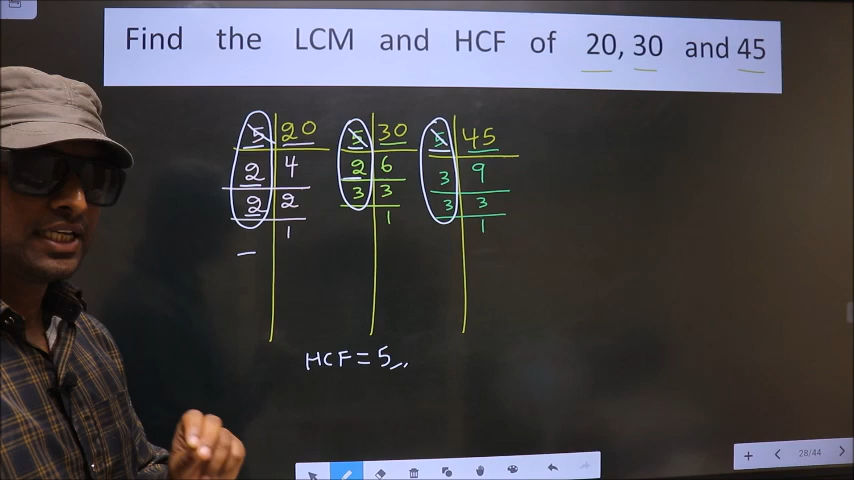 Find the LCM and HCF of 20, 30 and 45
5 20 5 30 5 45
2 4 2 6 3 9
2 2 3 3 3 3
1 1 1
HCF = 5
28/44